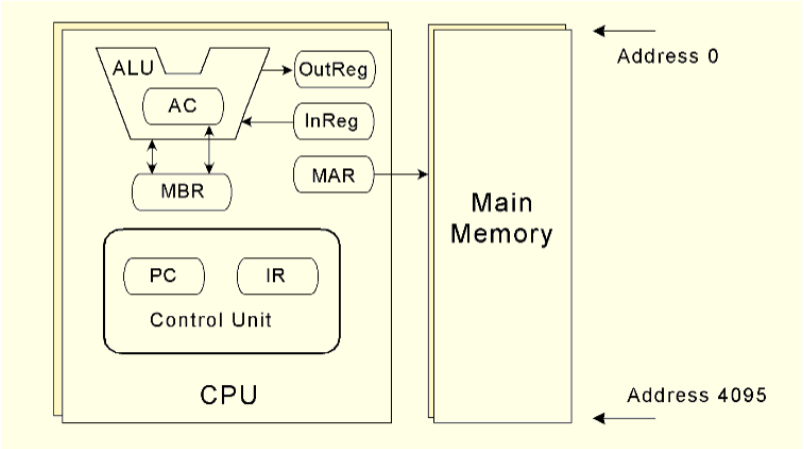 ALU
AC
OutReg
InReg
MAR
MBR
PC
IR
Control Unit
CPU
Main
Memory
Address 0
Address 4095